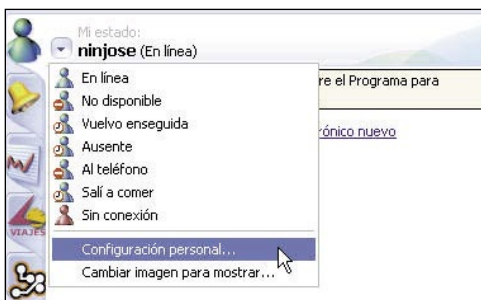 Mi estado:
ninjose (En línea)
En línea
re el Programa para
No disponible
Vuelvo enseguida
rónico nuevo
Ausente
Al teléfono
Salí a comer
VIAJES
Sin conexión
Configuración personal...
Cambiar imagen para mostrar...